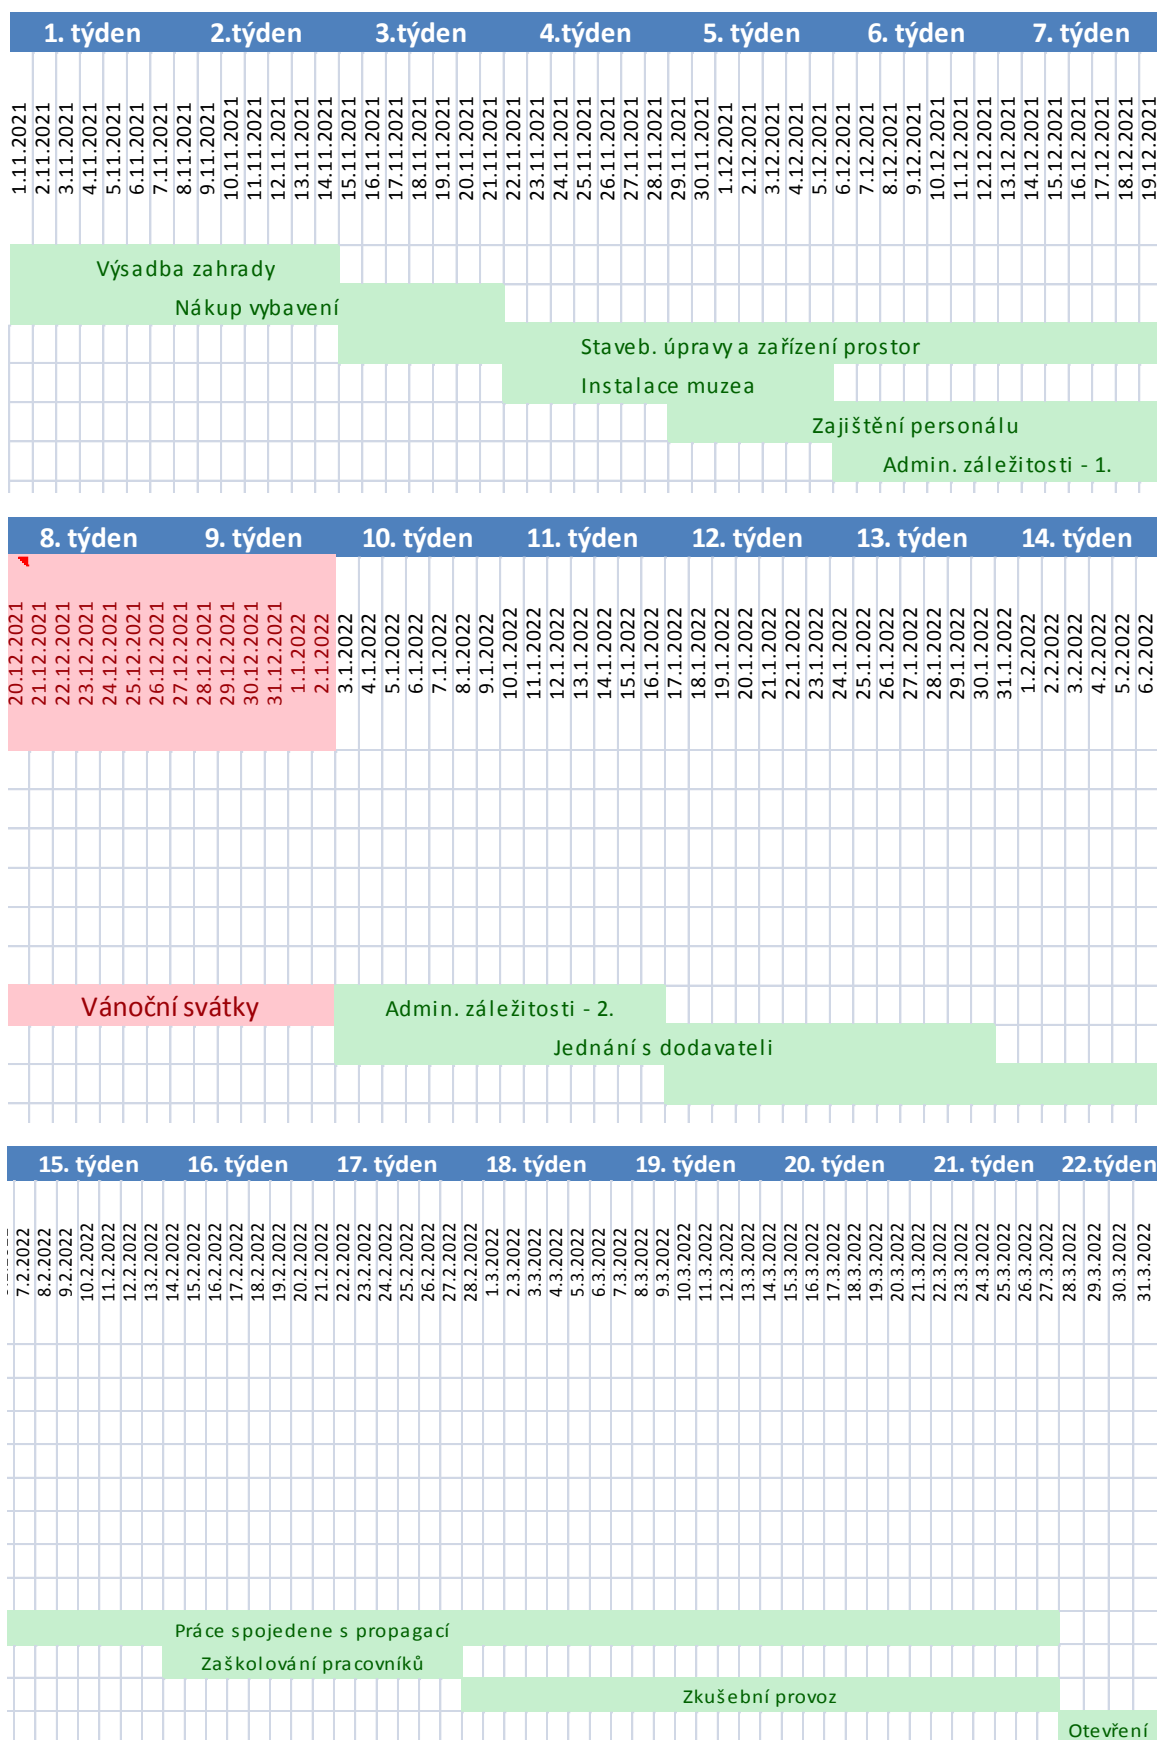 1. týden 2.týden 3.týden 4.týden 5. týden 6. týden 7. týden
1.11.2021 2.11.2021 3.11.2021 4.11.2021 5.11.2021 6.11.2021 7.11.2021 8.11.2021 9.11.2021 10.11.2021 11.11.2021 12.11.2021 13.11.2021 14.11.2021 15.11.2021 16.11.2021 17.11.2021 18.11.2021 19.11.2021 20.11.2021 21.11.2021 22.11.2021 23.11.2021 24.11.2021 25.11.2021 26.11.2021 27.11.2021 28.11.2021 29.11.2021 30.11.2021 1.12.2021 2.12.2021 3.12.2021 4.12.2021 5.12.2021 6.12.2021 7.12.2021 8.12.2021 9.12.2021 10.12.2021 11.12.2021 12.12.2021 13.12.2021 14.12.2021 15.12.2021 16.12.2021 17.12.2021 18.12.2021 19.12.2021
Výsadba zahrady
Nákup vybavení
Staveb. úpravy a zařízení prostor
Instalace muzea
Zajištění personálu
Admin. záležitosti - 1.
8. týden 9. týden 10. týden 11. týden 12. týden 13. týden 14. týden
20.12.2021 21.12.2021 22.12.2021 23.12.2021 24.12.2021 25.12.2021 26.12.2021 27.12.2021 28.12.2021 29.12.2021 30.12.2021 31.12.2021 1.1.2022 2.1.2022 3.1.2022 4.1.2022 5.1.2022 6.1.2022 7.1.2022 8.1.2022 9.1.2022 10.1.2022 11.1.2022 12.1.2022 13.1.2022 14.1.2022 15.1.2022 16.1.2022 17.1.2022 18.1.2022 19.1.2022 20.1.2022 21.1.2022 22.1.2022 23.1.2022 24.1.2022 25.1.2022 26.1.2022 27.1.2022 28.1.2022 29.1.2022 30.1.2022 31.1.2022 1.2.2022 2.2.2022 3.2.2022 4.2.2022 5.2.2022 6.2.2022
Vánoční svátky Admin. záležitosti - 2.
Jednání s dodavateli
15. týden 16. týden 17. týden 18. týden 19. týden 20. týden 21. týden 22.týden
7.2.2022 8.2.2022 9.2.2022 10.2.2022 11.2.2022 12.2.2022 13.2.2022 14.2.2022 15.2.2022 16.2.2022 17.2.2022 18.2.2022 19.2.2022 20.2.2022 21.2.2022 22.2.2022 23.2.2022 24.2.2022 25.2.2022 26.2.2022 27.2.2022 28.2.2022 1.3.2022 2.3.2022 3.3.2022 4.3.2022 5.3.2022 6.3.2022 7.3.2022 8.3.2022 9.3.2022 10.3.2022 11.3.2022 12.3.2022 13.3.2022 14.3.2022 15.3.2022 16.3.2022 17.3.2022 18.3.2022 19.3.2022 20.3.2022 21.3.2022 22.3.2022 23.3.2022 24.3.2022 25.3.2022 26.3.2022 27.3.2022 28.3.2022 29.3.2022 30.3.2022 31.3.2022
Práce spojedene s propagací
Zaškolování pracovníků
Zkušební provoz
Otevření